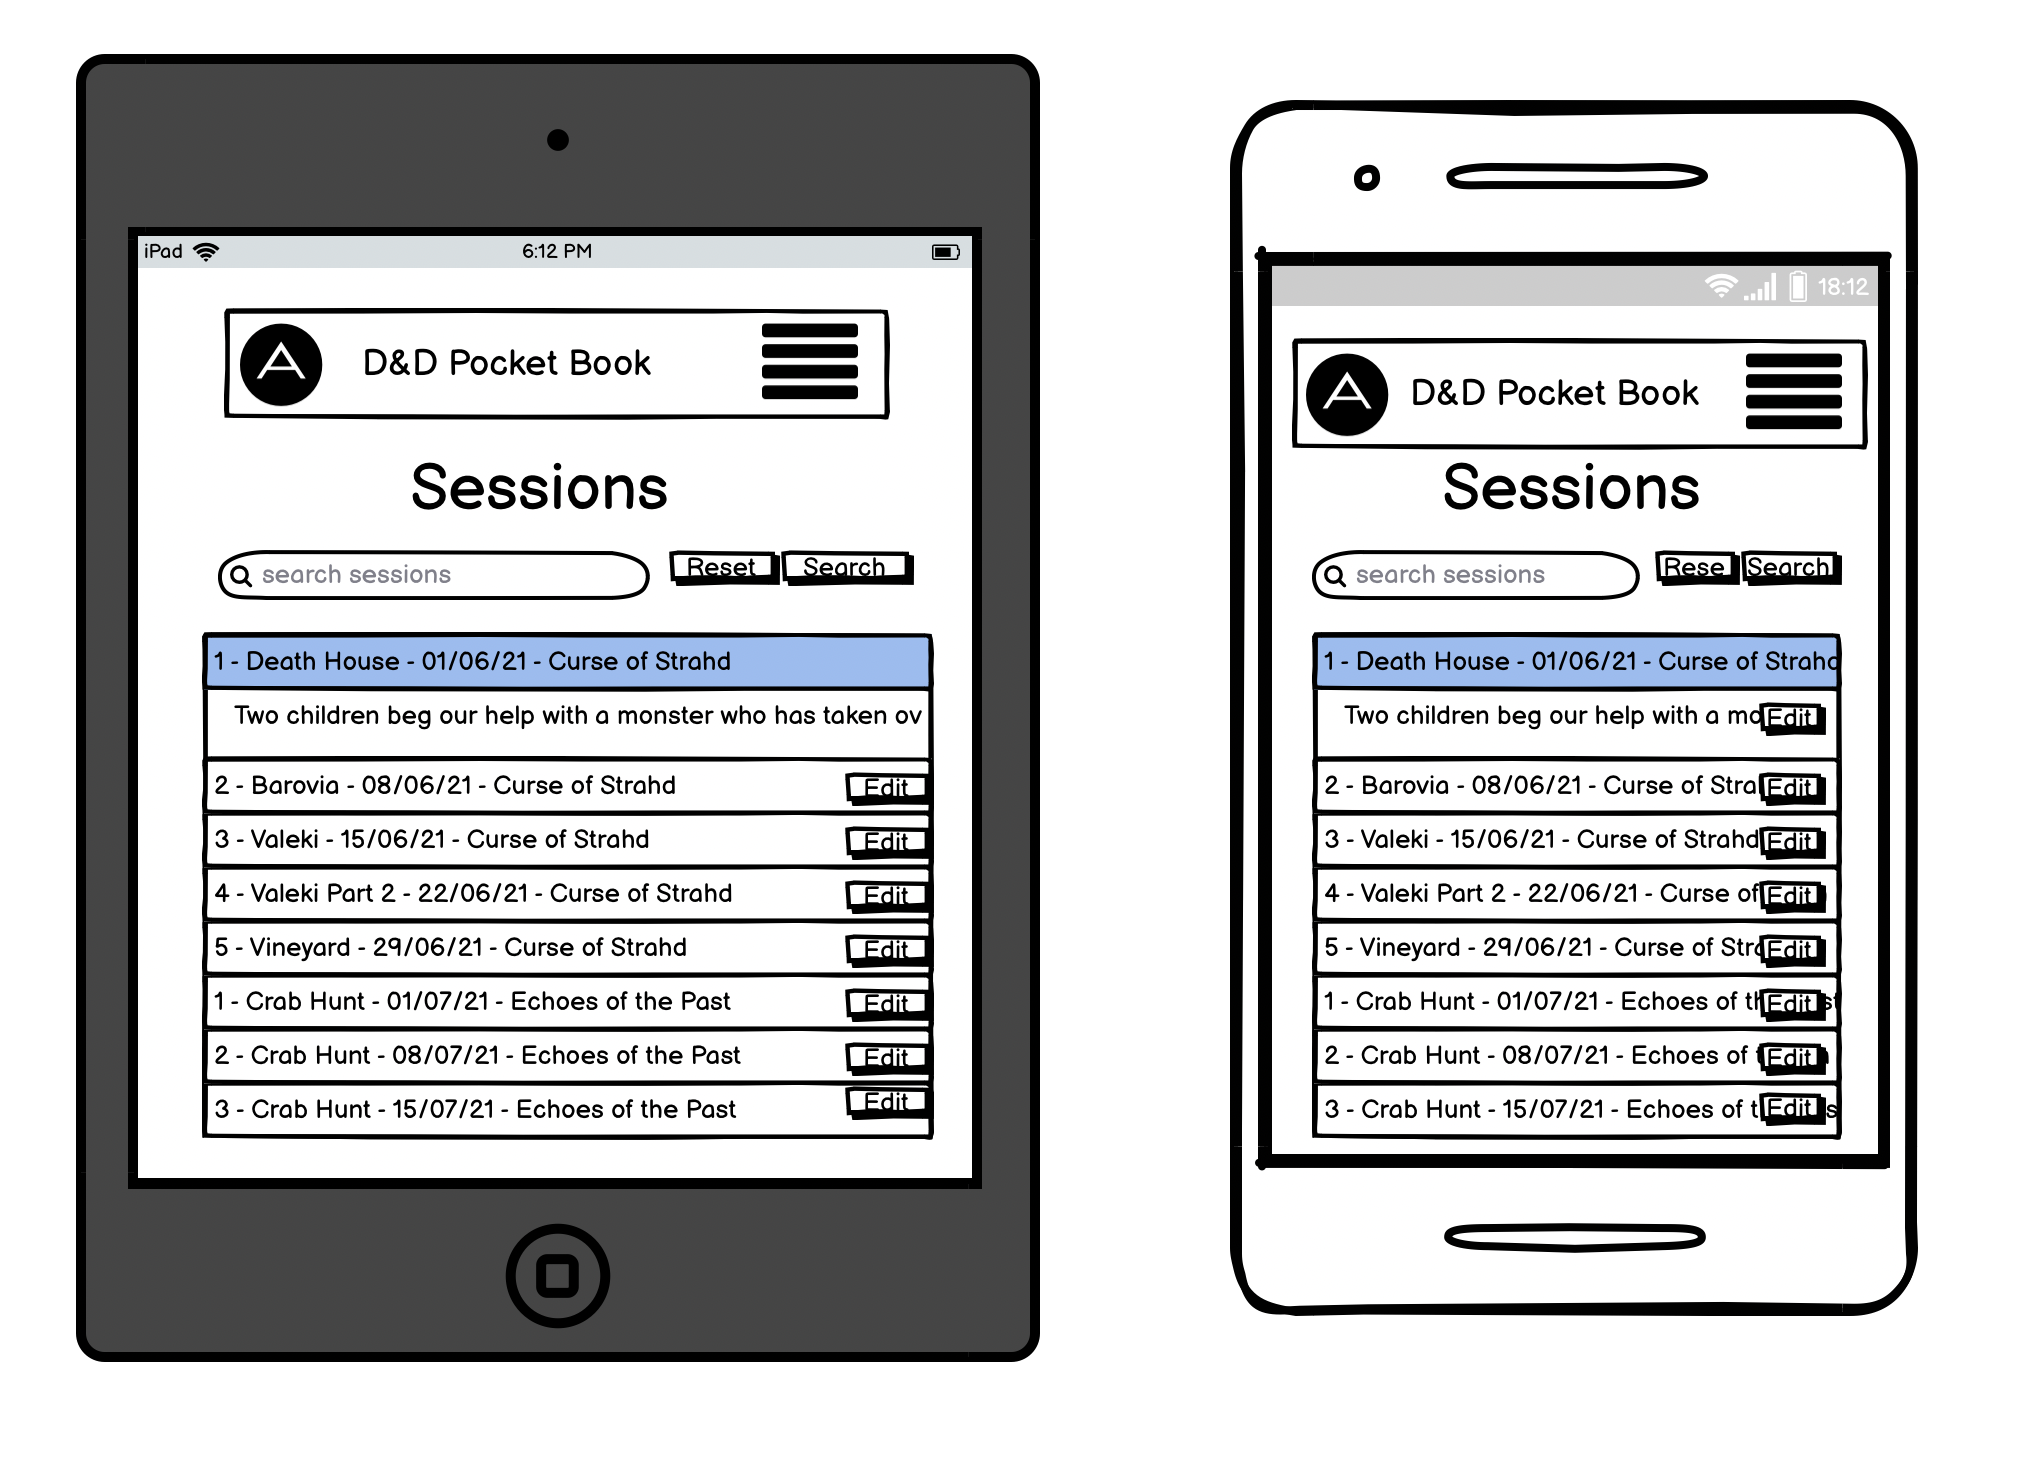 iPad 6:12 PM
A D&D Pocket Book
Sessions
search sessions Reset Search
1 - Death House - 01/06/21 - Curse of Strahd
Two children beg our help with a monster who has taken ov
2 - Barovia - 08/06/21 - Curse of Strahd Edit
3 - Valeki - 15/06/21 - Curse of Strahd Edit
4 - Valeki Part 2 - 22/06/21 - Curse of Strahd Edit
5 - Vineyard - 29/06/21 - Curse of Strahd Edit
1 - Crab Hunt - 01/07/21 - Echoes of the Past Edit
2 - Crab Hunt - 08/07/21 - Echoes of the Past Edit
3 - Crab Hunt - 15/07/21 - Echoes of the Past Edit
18:12
A D&D Pocket Book
Sessions
search sessions Rese Search
1 - Death House - 01/06/21 - Curse of Strahd
Two children beg our help with a mo Edit
2 - Barovia - 08/06/21 - Curse of Stra Edit
3 - Valeki - 15/06/21 - Curse of Strahd Edit
4 - Valeki Part 2 - 22/06/21 - Curse of Edit
5 - Vineyard - 29/06/21 - Curse of Stra Edit
1 - Crab Hunt - 01/07/21 - Echoes of th Edit st
2 - Crab Hunt - 08/07/21 - Echoes of Edit
3 - Crab Hunt - 15/07/21 - Echoes of t Edit s